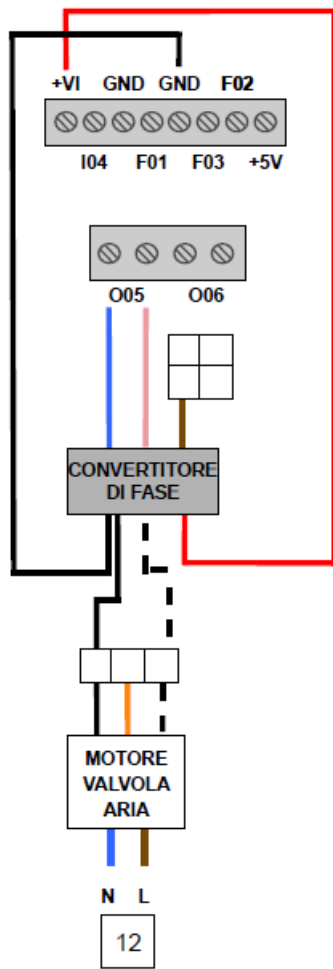 +VI GND GND F02
I04 F01 F03 +5V
O05 O06
CONVERTITORE
DI FASE
MOTORE
VALVOLA
ARIA
N L
12